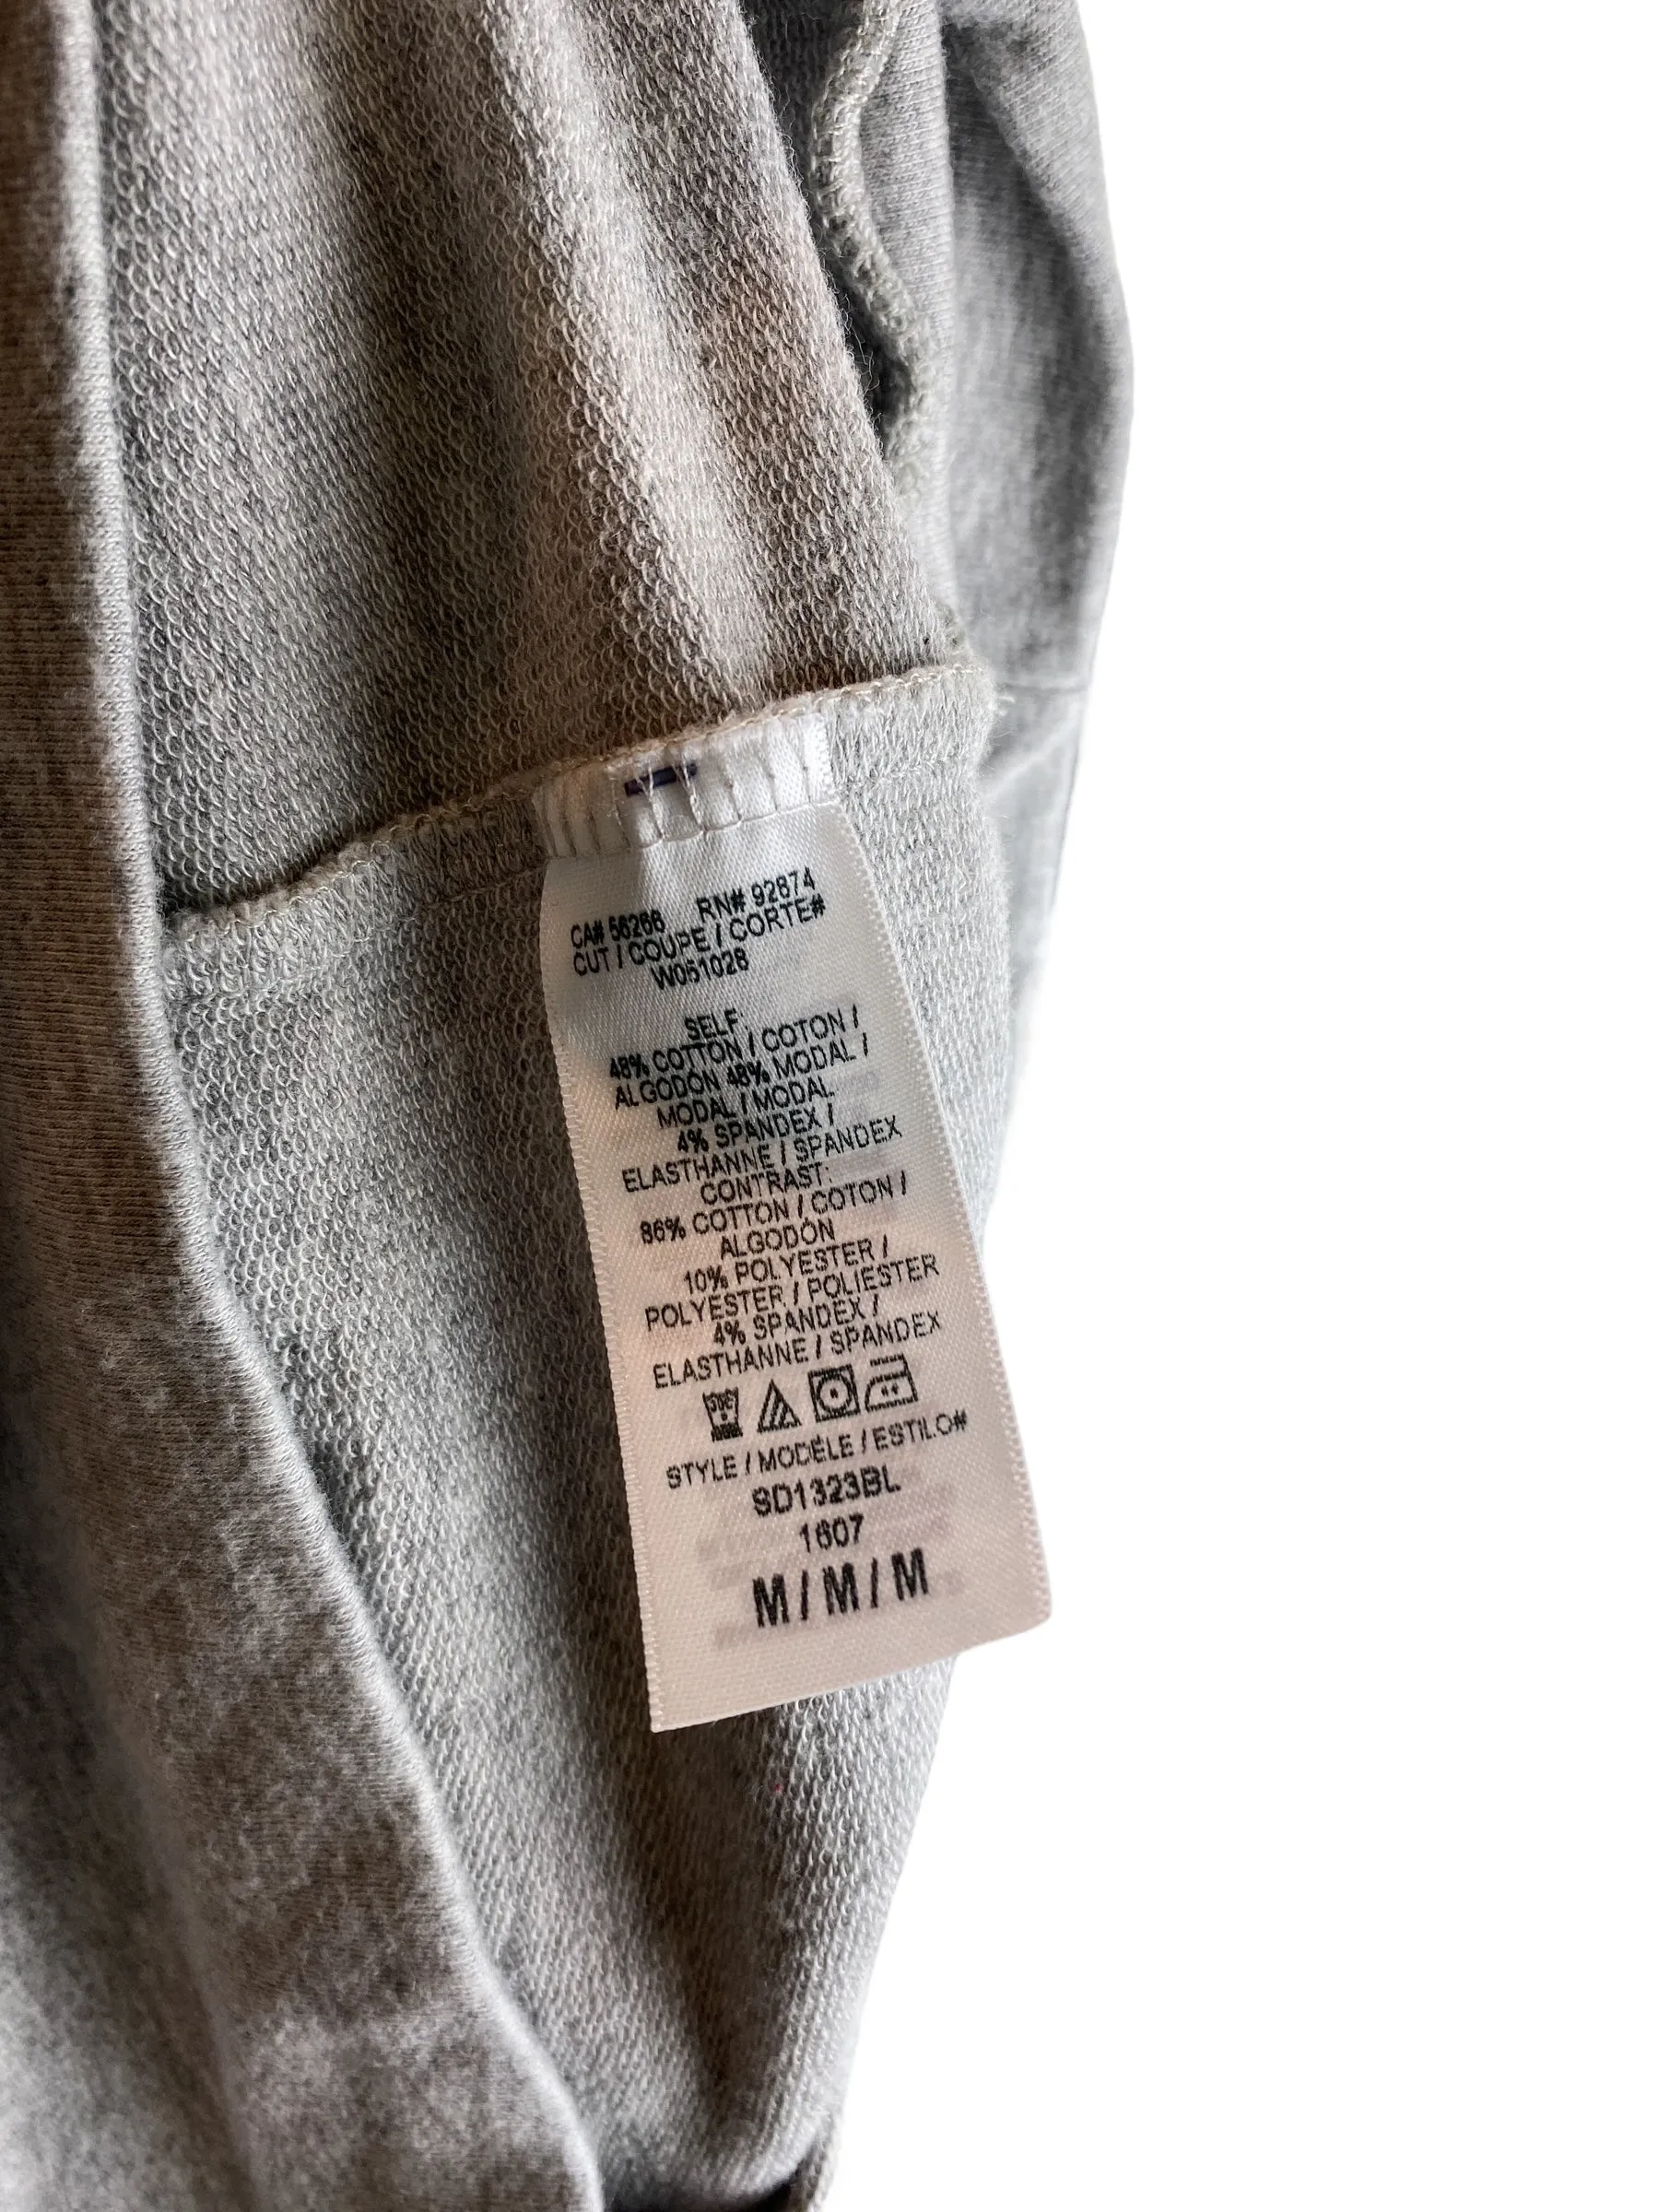 CA# 56266 RN# 92874
CUT / COUPE / CORTE#
W051028
SELF:
48% COTTON / COTON /
ALGODÓN 48% MODAL /
MODAL / MODAL
4% SPANDEX /
ELASTHANNE / SPANDEX
CONTRAST:
86% COTTON / COTON /
ALGODÓN
10% POLYESTER /
POLYESTER / POLIÉSTER
4% SPANDEX /
ELASTHANNE / SPANDEX
STYLE / MODÈLE / ESTILO#
SD1323BL
1607
M / M / M